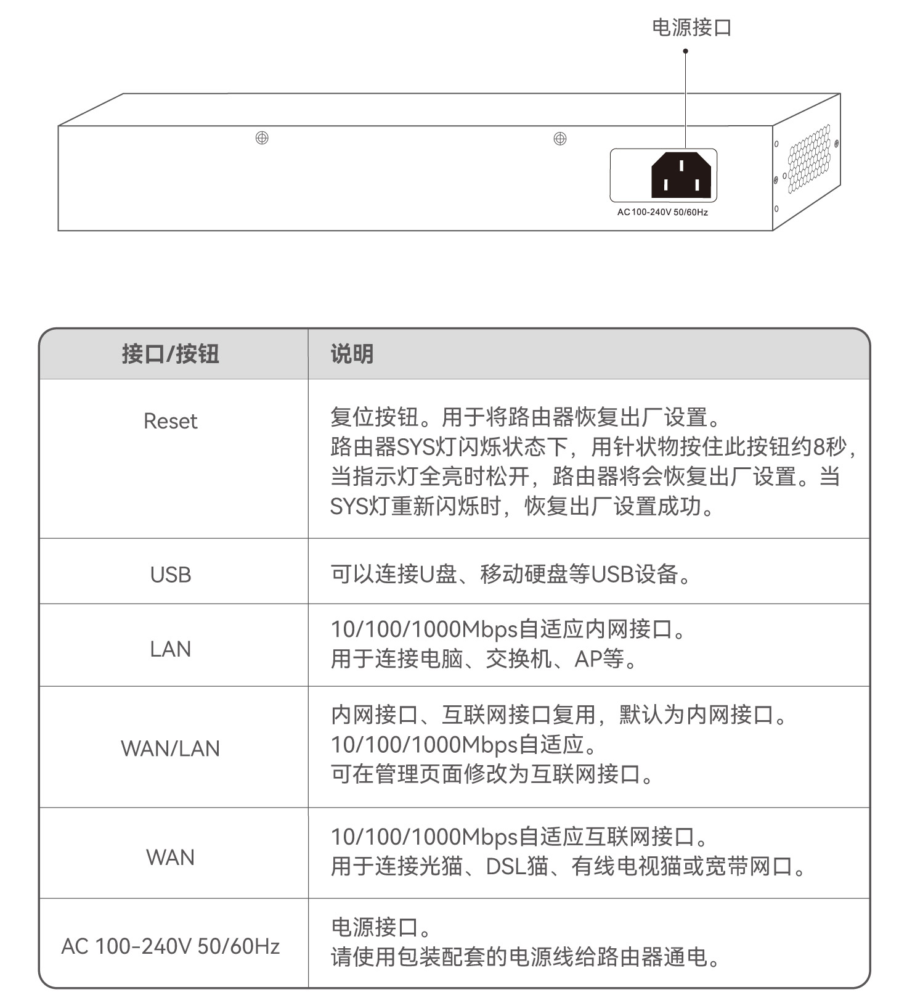 电源接口
AC 100-240V 50/60Hz
接口/按钮
说明
Reset
复位按钮。用于将路由器恢复出厂设置。
路由器SYS灯闪烁状态下，用针状物按住此按钮约8秒，
当指示灯全亮时松开，路由器将会恢复出厂设置。当
SYS灯重新闪烁时，恢复出厂设置成功。
USB
可以连接U盘、移动硬盘等USB设备。
LAN
10/100/1000Mbps自适应内网接口。
用于连接电脑、交换机、AP等。
WAN/LAN
内网接口、互联网接口复用，默认为内网接口。
10/100/1000Mbps自适应。
可在管理页面修改为互联网接口。
WAN
10/100/1000Mbps自适应互联网接口。
用于连接光猫、DSL猫、有线电视猫或宽带网口。
AC 100-240V 50/60Hz
电源接口。
请使用包装配套的电源线给路由器通电。